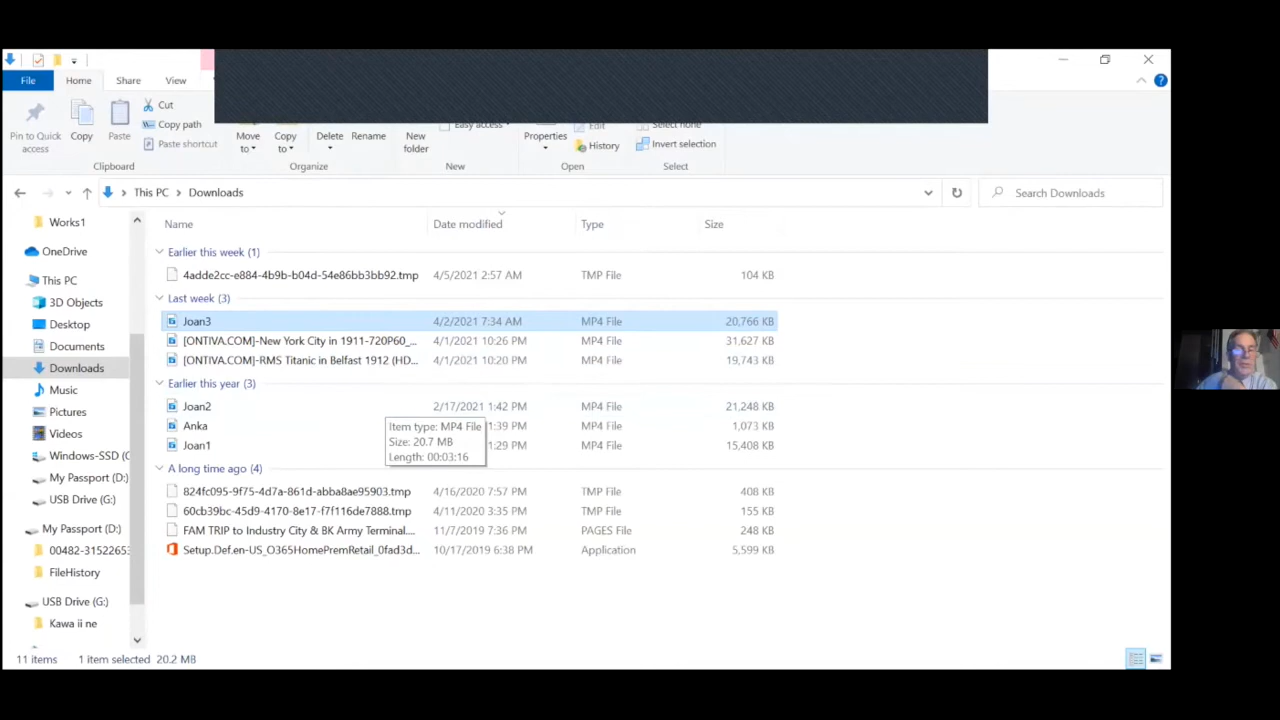 File Home Share View
Pin to Quick access
Copy
Paste
Cut
Copy path
Paste shortcut
Clipboard
Move to
Copy to
Delete
Rename
Organize
New folder
Easy access
New
Properties
Edit
History
Open
Select none
Invert selection
Select
This PC Downloads
Search Downloads
Works1
OneDrive
This PC
3D Objects
Desktop
Documents
Downloads
Music
Pictures
Videos
Windows-SSD (C
My Passport (D:)
USB Drive (G:)
My Passport (D:)
00482-31522653
FileHistory
USB Drive (G:)
Kawa ii ne
Name Date modified Type Size
Earlier this week (1)
4adde2cc-e884-4b9b-b04d-54e86bb3bb92.tmp 4/5/2021 2:57 AM TMP File 104 KB
Last week (3)
Joan3 4/2/2021 7:34 AM MP4 File 20,766 KB
[ONTIVA.COM]-New York City in 1911-720P60_... 4/1/2021 10:26 PM MP4 File 31,627 KB
[ONTIVA.COM]-RMS Titanic in Belfast 1912 (HD... 4/1/2021 10:20 PM MP4 File 19,743 KB
Earlier this year (3)
Joan2 2/17/2021 1:42 PM MP4 File 21,248 KB
Anka 1:39 PM MP4 File 1,073 KB
Joan1 1:29 PM MP4 File 15,408 KB
Item type: MP4 File
Size: 20.7 MB
Length: 00:03:16
A long time ago (4)
824fc095-9f75-4d7a-861d-abba8ae95903.tmp 4/16/2020 7:57 PM TMP File 408 KB
60cb39bc-45d9-4170-8e17-f7f116de7888.tmp 4/11/2020 3:35 PM TMP File 155 KB
FAM TRIP to Industry City & BK Army Terminal.... 11/7/2019 7:36 PM PAGES File 248 KB
Setup.Def.en-US_O365HomePremRetail_0fad3d... 10/17/2019 6:38 PM Application 5,599 KB
11 items 1 item selected 20.2 MB